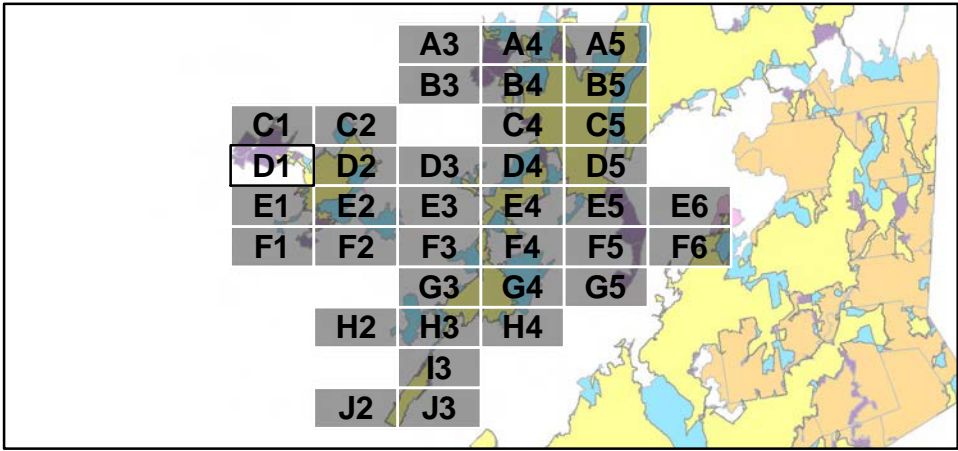 A3 A4 A5
B3 B4 B5
C1 C2 C4 C5
D1 D2 D3 D4 D5
E1 E2 E3 E4 E5 E6
F1 F2 F3 F4 F5 F6
G3 G4 G5
H2 H3 H4
I3
J2 J3